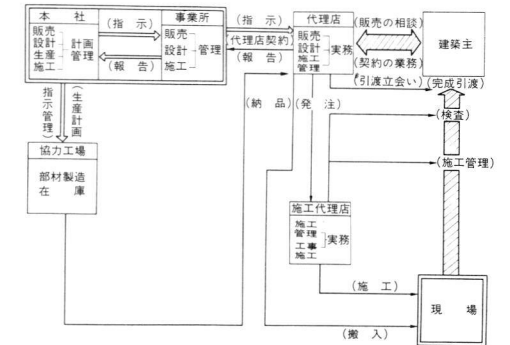 本　社
販売
設計
生産
施工
計画
管理
(指　示)
(報　告)
事業所
販売
設計
施工
管理
(指　示)
代理店契約
(報　告)
代理店
販売
設計
施工
管理
実務
(販売の相談)
(契約の業務)
(引渡立会い)
建築主
(完成引渡)
(検査)
(施工管理)
指示管理)
(生産計画
協力工場
部材製造
在　庫
(納　品)
(発　注)
施工代理店
施工
管理
工事
施工
実務
(施　工)
(搬　入)
現　場